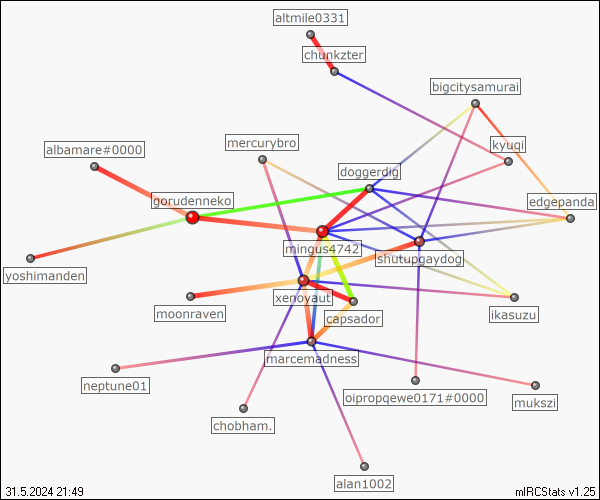 altmile0331
chunkzter
bigcitysamurai
mercurybro
kyuqi
albamare#0000
doggerdig
gorudenneko
edgepanda
mingus4742
shutupgaydog
yoshimanden
xenoyaut
moonraven
capsador
ikasuzu
marcemadness
neptune01
oipropqewe0171#0000
mukszi
chobham.
alan1002
31.5.2024 21:49
mIRCStats v1.25